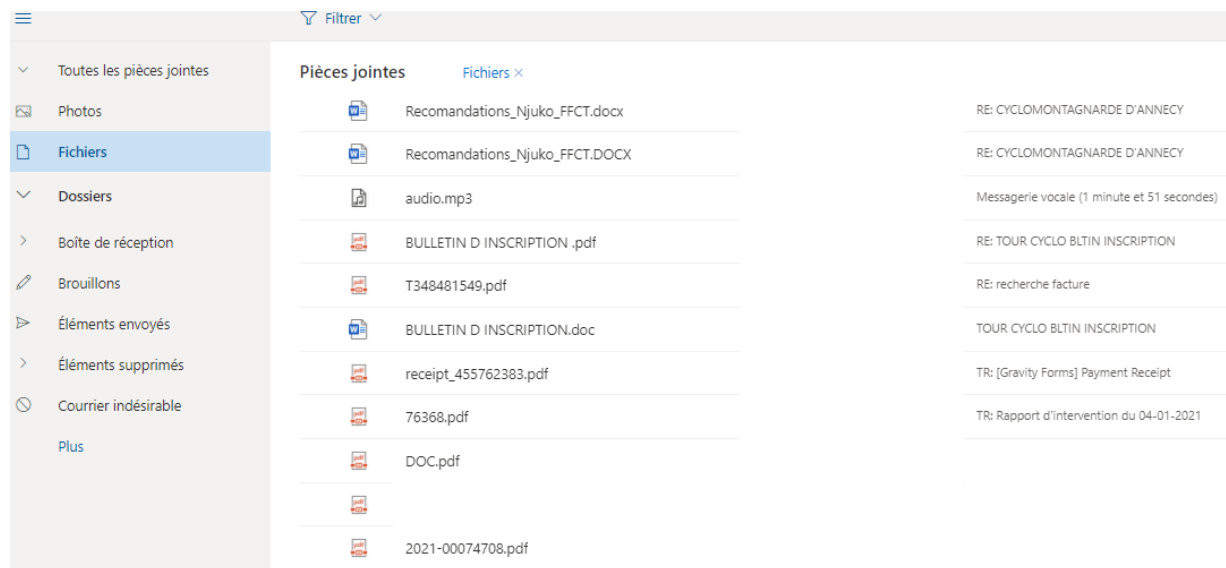 Filtrer
Toutes les pièces jointes
Photos
Fichiers
Dossiers
Boîte de réception
Brouillons
Éléments envoyés
Éléments supprimés
Courrier indésirable
Plus
Pièces jointes Fichiers ×
Recomandations_Njuko_FFCT.docx RE: CYCLOMONTAGNARDE D'ANNECY
Recomandations_Njuko_FFCT.DOCX RE: CYCLOMONTAGNARDE D'ANNECY
audio.mp3 Messagerie vocale (1 minute et 51 secondes)
BULLETIN D INSCRIPTION .pdf RE: TOUR CYCLO BLTIN INSCRIPTION
T348481549.pdf RE: recherche facture
BULLETIN D INSCRIPTION.doc TOUR CYCLO BLTIN INSCRIPTION
receipt_455762383.pdf TR: [Gravity Forms] Payment Receipt
76368.pdf TR: Rapport d'intervention du 04-01-2021
DOC.pdf
2021-00074708.pdf